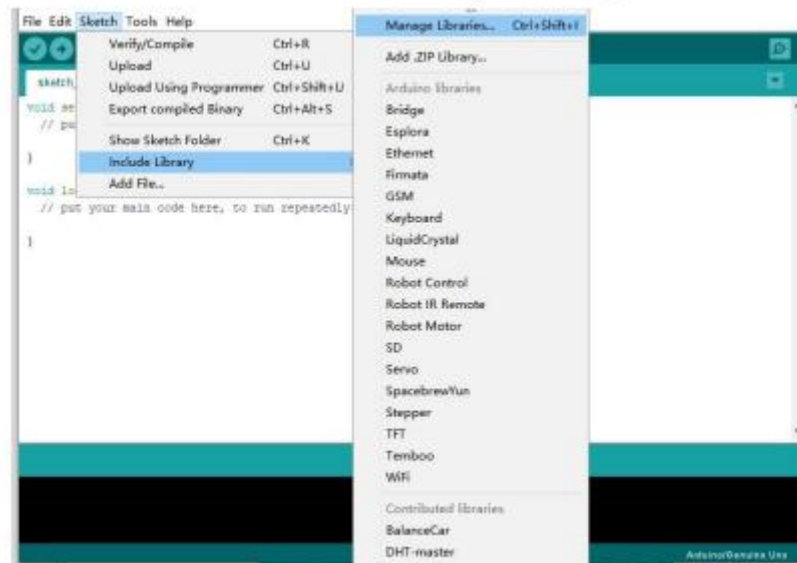 File Edit Sketch Tools Help
Verify/Compile Ctrl+R
Upload Ctrl+U
Upload Using Programmer Ctrl+Shift+U
Export compiled Binary Ctrl+Alt+S
Show Sketch Folder Ctrl+K
Include Library
Add File...
Manage Libraries... Ctrl+Shift+I
Add .ZIP Library...
Arduino libraries
Bridge
Esplora
Ethernet
Firmata
GSM
Keyboard
LiquidCrystal
Mouse
Robot Control
Robot IR Remote
Robot Motor
SD
Servo
SpacebrewYun
Stepper
TFT
Temboo
WiFi
Contributed libraries
BalanceCar
DHT-master
sketch
void se
// pu
}
void lo
// put your main code here, to run repeatedly
}
Arduino/Genuino Uno